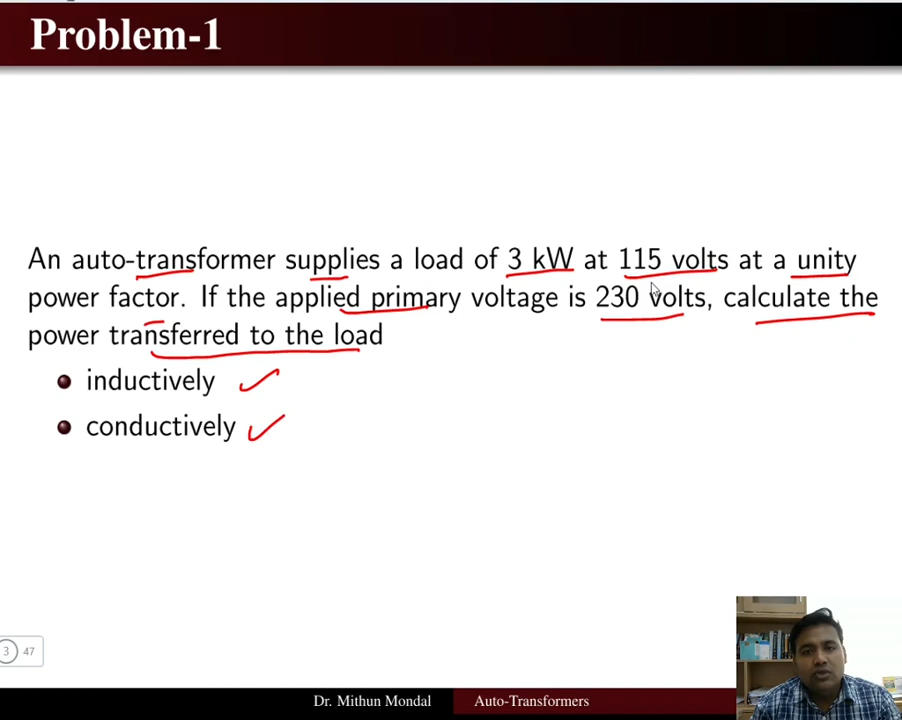 Problem-1
An auto-transformer supplies a load of 3 kW at 115 volts at a unity
power factor. If the applied primary voltage is 230 volts, calculate the
power transferred to the load
inductively
conductively
3 47
Dr. Mithun Mondal Auto-Transformers